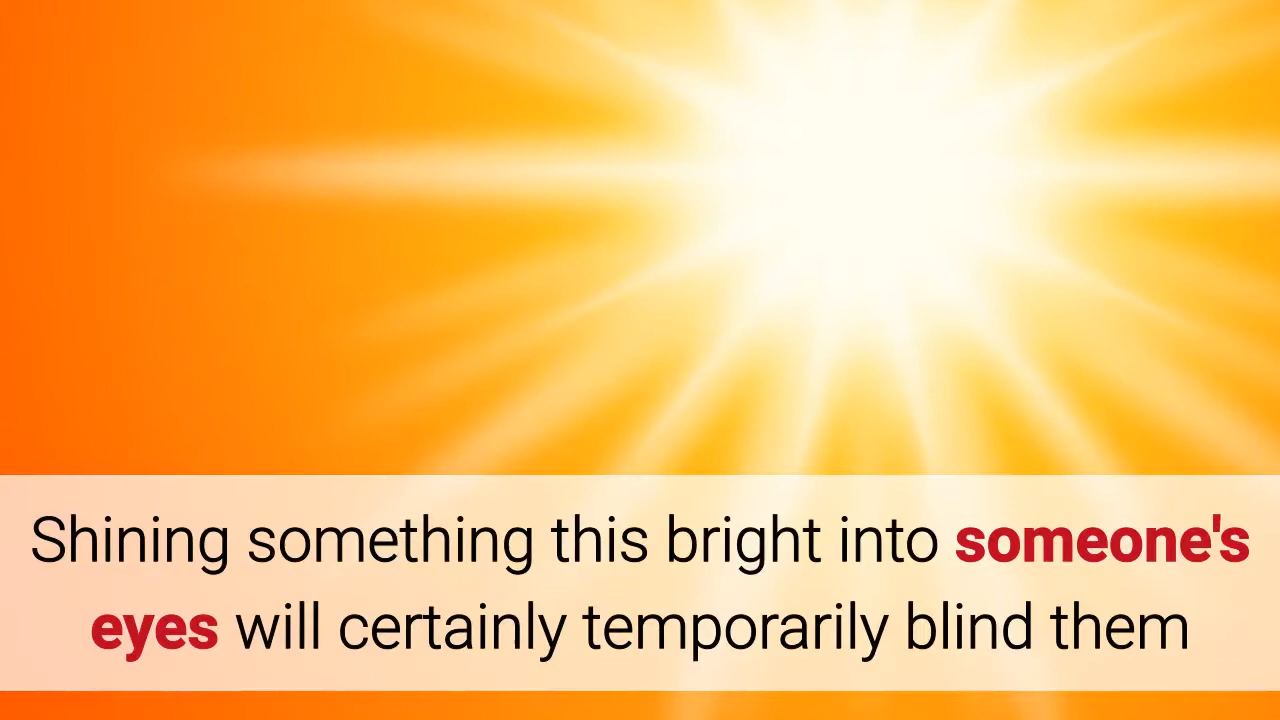 Shining something this bright into someone's
eyes will certainly temporarily blind them